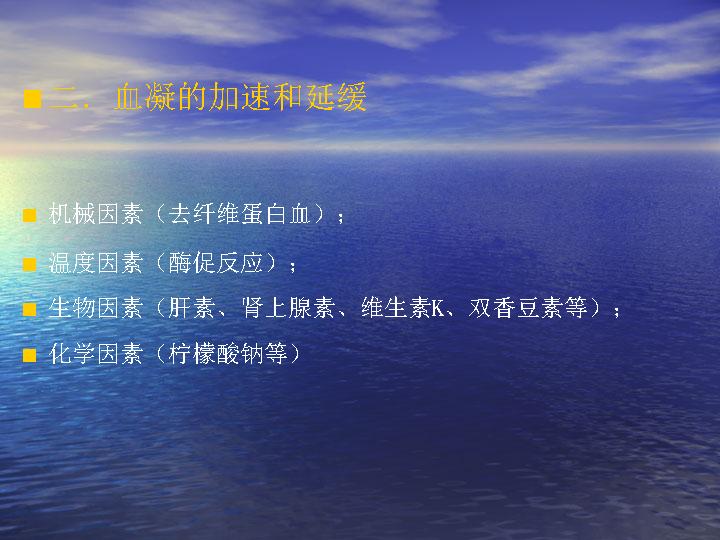 二．血凝的加速和延缓
机械因素（去纤维蛋白血）；
温度因素（酶促反应）；
生物因素（肝素、肾上腺素、维生素K、双香豆素等）；
化学因素（柠檬酸钠等）